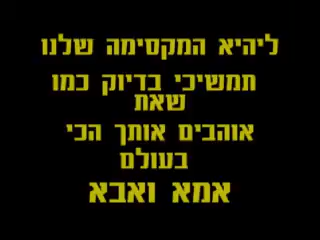 ליהיא המקסימה שלנו
תמשיכי בדיוק כמו
שאת
אוהבים אותך הכי
בעולם
אמא ואבא